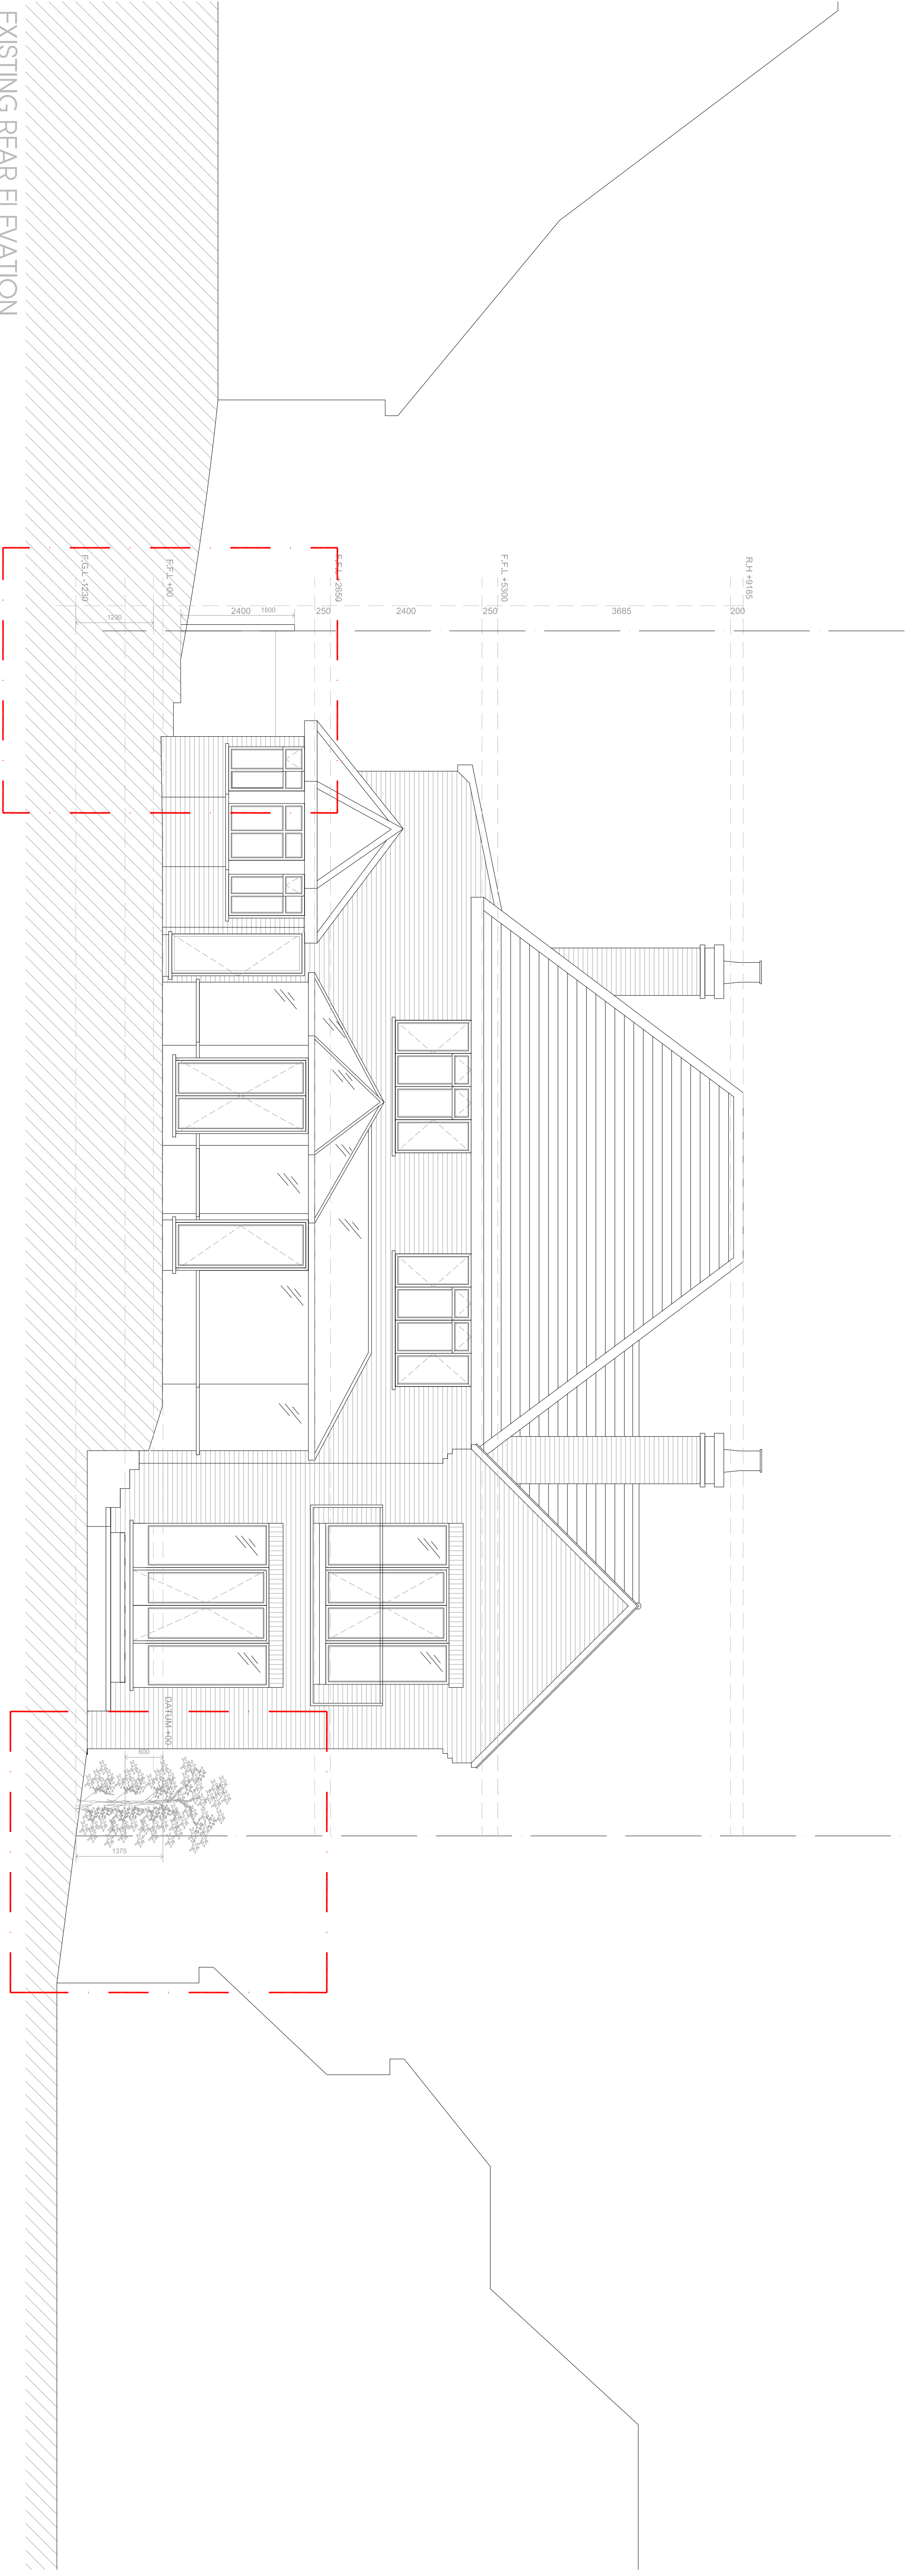 EXISTING REAR ELEVATION
R.H +9185
200
3685
F.F.L +5300
250
2400
F.F.L +2650
250
2400
1800
F.F.L +00
1290
F.G.L -1230
DATUM +00
600
1375